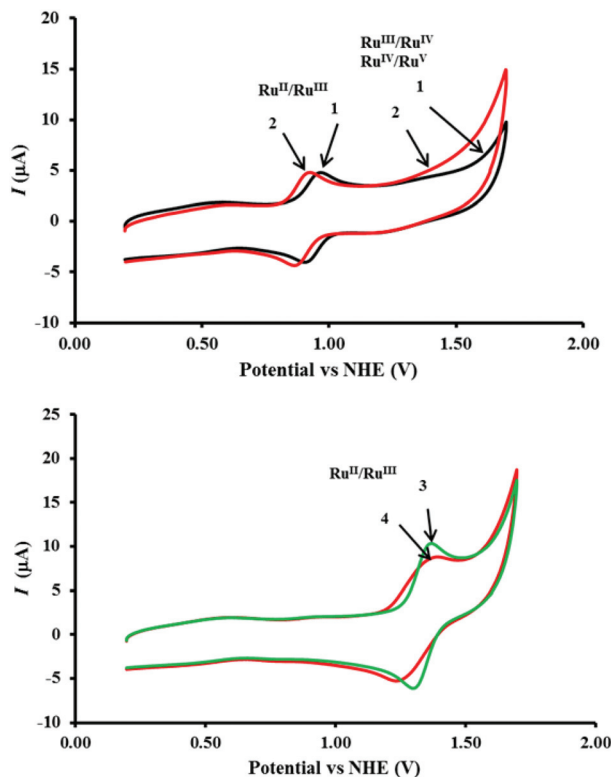 20
15
10
5
0
-5
-10
I (μA)
Ru^II/Ru^III
2 1
Ru^III/Ru^IV
Ru^IV/Ru^V
1
2
0.00 0.50 1.00 1.50 2.00
Potential vs NHE (V)
25
20
15
10
5
0
-5
-10
I (μA)
Ru^II/Ru^III
3
4
0.00 0.50 1.00 1.50 2.00
Potential vs NHE (V)